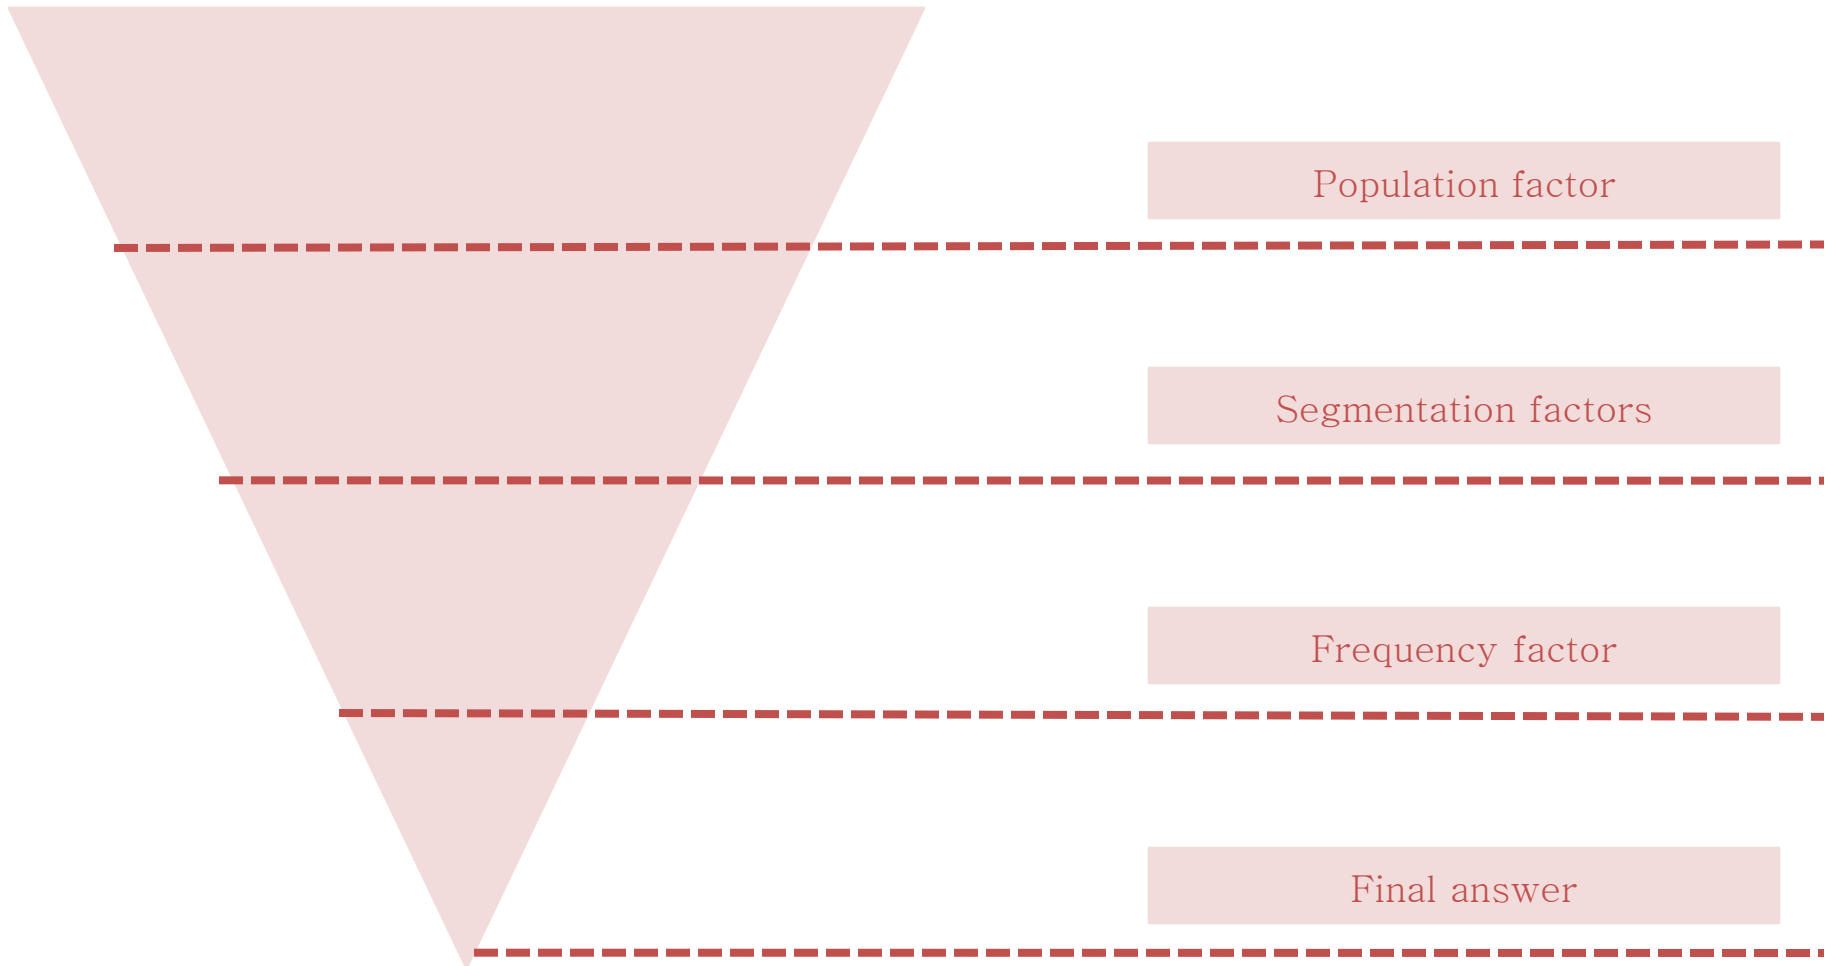 Population factor
Segmentation factors
Frequency factor
Final answer